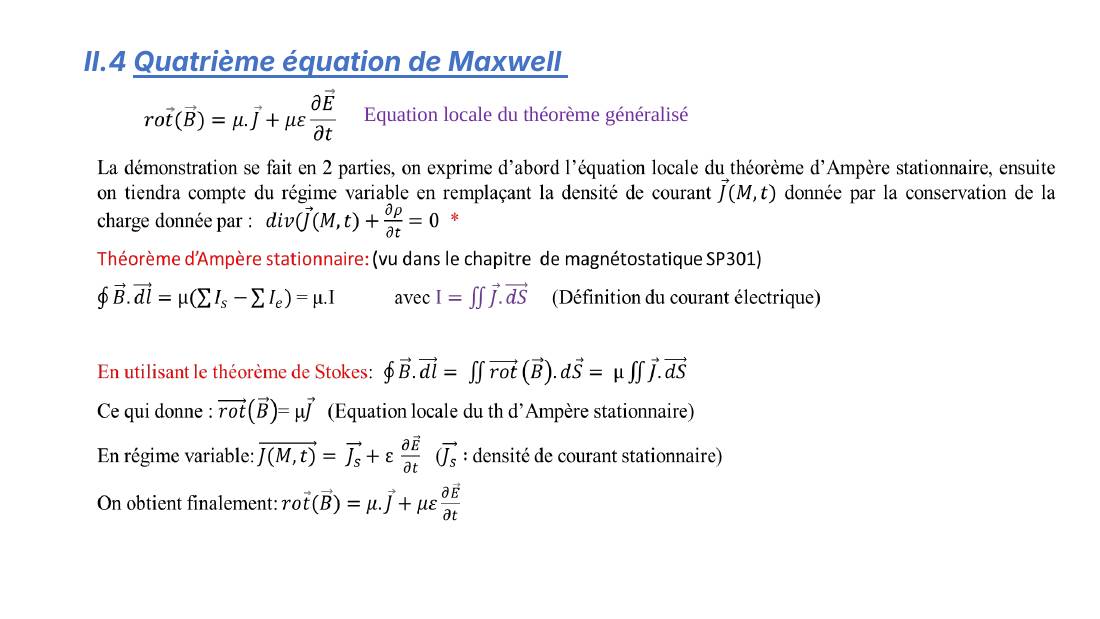 II.4 Quatrième équation de Maxwell
rot⃗(B⃗) = μ.J⃗ + με ∂E⃗/∂t Equation locale du théorème généralisé
La démonstration se fait en 2 parties, on exprime d'abord l'équation locale du théorème d'Ampère stationnaire, ensuite
on tiendra compte du régime variable en remplaçant la densité de courant J⃗(M, t) donnée par la conservation de la
charge donnée par : div(J⃗(M, t) + ∂ρ/∂t = 0 *
Théorème d'Ampère stationnaire: (vu dans le chapitre de magnétostatique SP301)
∮ B⃗. dl⃗ = μ(∑ Iₛ − ∑ Iₑ) = μ.I avec I = ∬ J⃗. dS⃗ (Définition du courant électrique)
En utilisant le théorème de Stokes: ∮ B⃗. dl⃗ = ∬ rot⃗ (B⃗). dS⃗ = μ ∬ J⃗. dS⃗
Ce qui donne : rot⃗(B⃗)= μJ⃗ (Equation locale du th d'Ampère stationnaire)
En régime variable: J(M, t)⃗ = Jₛ⃗ + ε ∂E⃗/∂t (Jₛ⃗ : densité de courant stationnaire)
On obtient finalement: rot⃗(B⃗) = μ.J⃗ + με ∂E⃗/∂t